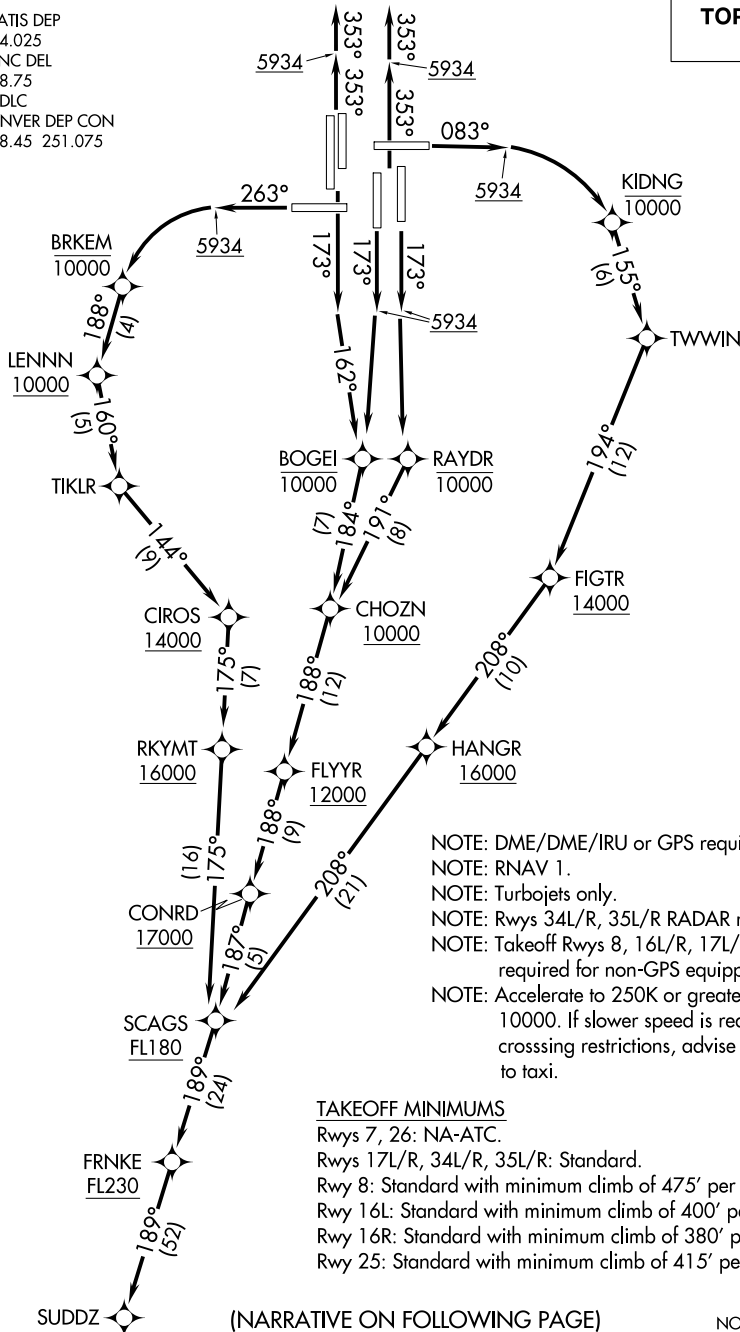 ATIS DEP
4.025
NC DEL
8.75
DLC
NVER DEP CON
8.45 251.075
TOP
353°
353°
5934
5934
353°
353°
083°
5934
KIDNG
10000
263°
5934
BRKEM
10000
173°
173°
173°
5934
155°
(6)
188°
(4)
TWWIN
LENNN
10000
162°
160°
(5)
194°
(12)
BOGEI
10000
RAYDR
10000
TIKLR
184°
(7)
191°
(8)
144°
(9)
FIGTR
14000
CIROS
14000
CHOZN
10000
175°
(7)
188°
(12)
208°
(10)
RKYMT
16000
HANGR
16000
FLYYR
12000
188°
(9)
175°
(16)
208°
(21)
CONRD
17000
187°
(5)
SCAGS
FL180
189°
(24)
FRNKE
FL230
189°
(52)
SUDDZ
NOTE: DME/DME/IRU or GPS requi
NOTE: RNAV 1.
NOTE: Turbojets only.
NOTE: Rwys 34L/R, 35L/R RADAR r
NOTE: Takeoff Rwys 8, 16L/R, 17L/
required for non-GPS equipp
NOTE: Accelerate to 250K or greate
10000. If slower speed is rec
crosssing restrictions, advise
to taxi.
TAKEOFF MINIMUMS
Rwys 7, 26: NA-ATC.
Rwys 17L/R, 34L/R, 35L/R: Standard.
Rwy 8: Standard with minimum climb of 475' per
Rwy 16L: Standard with minimum climb of 400' pe
Rwy 16R: Standard with minimum climb of 380' p
Rwy 25: Standard with minimum climb of 415' pe
(NARRATIVE ON FOLLOWING PAGE)
NO